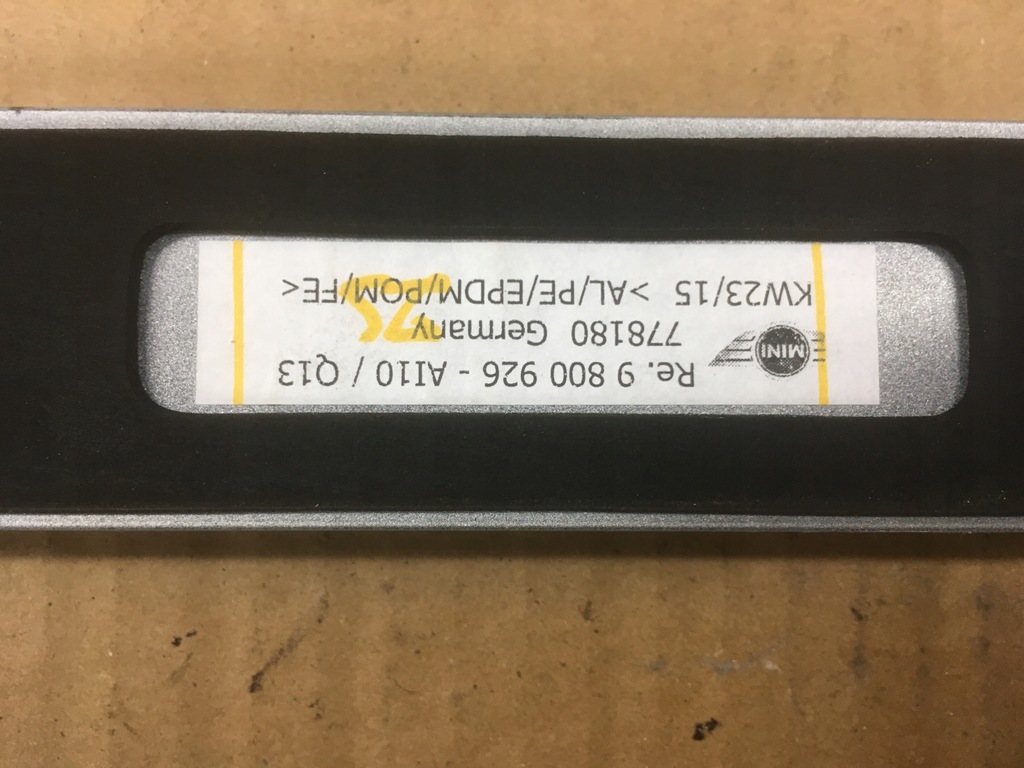 MINI
Re. 9 800 926 - AI10 / Q13
778180 Germany
KW23/15 >AL/PE/EPDM/POM/FE<